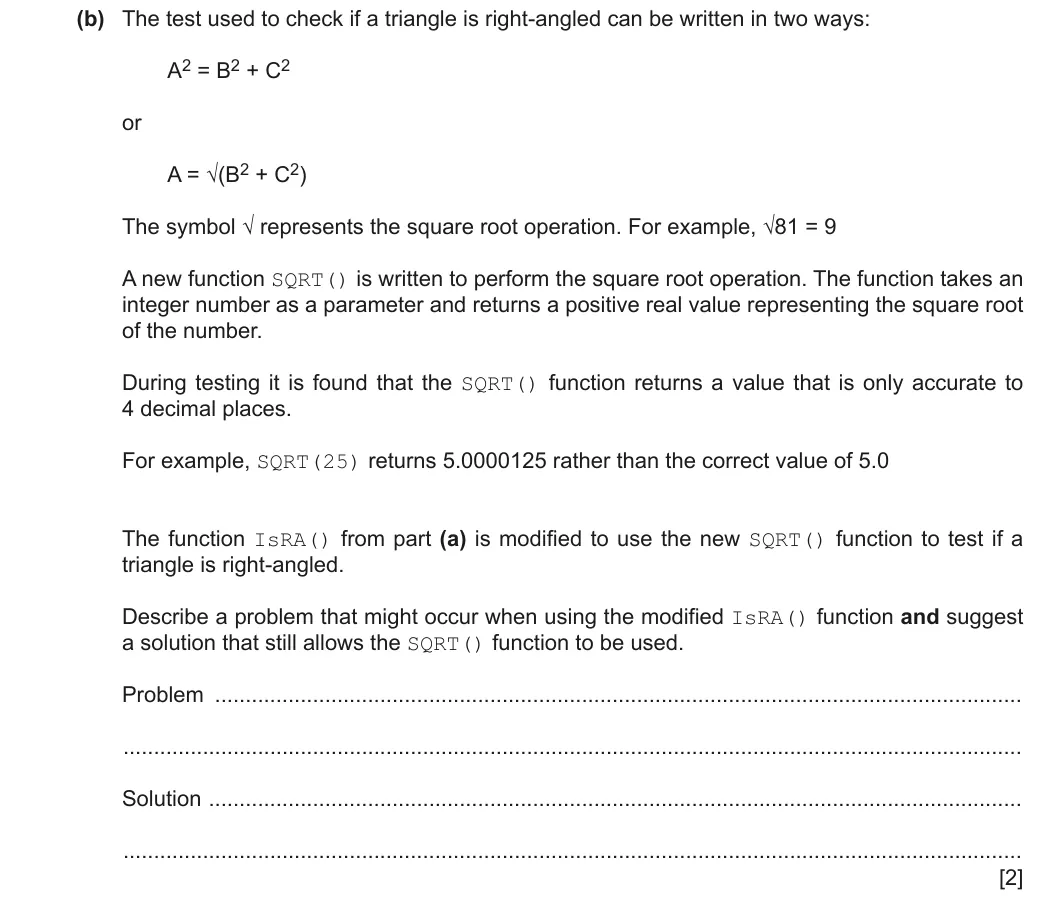 (b) The test used to check if a triangle is right-angled can be written in two ways:
A² = B² + C²
or
A = √(B² + C²)
The symbol √ represents the square root operation. For example, √81 = 9
A new function SQRT() is written to perform the square root operation. The function takes an
integer number as a parameter and returns a positive real value representing the square root
of the number.
During testing it is found that the SQRT() function returns a value that is only accurate to
4 decimal places.
For example, SQRT(25) returns 5.0000125 rather than the correct value of 5.0
The function IsRA() from part (a) is modified to use the new SQRT() function to test if a
triangle is right-angled.
Describe a problem that might occur when using the modified IsRA() function and suggest
a solution that still allows the SQRT() function to be used.
Problem ....................................................................................................................................
....................................................................................................................................................
Solution .....................................................................................................................................
....................................................................................................................................................
[2]